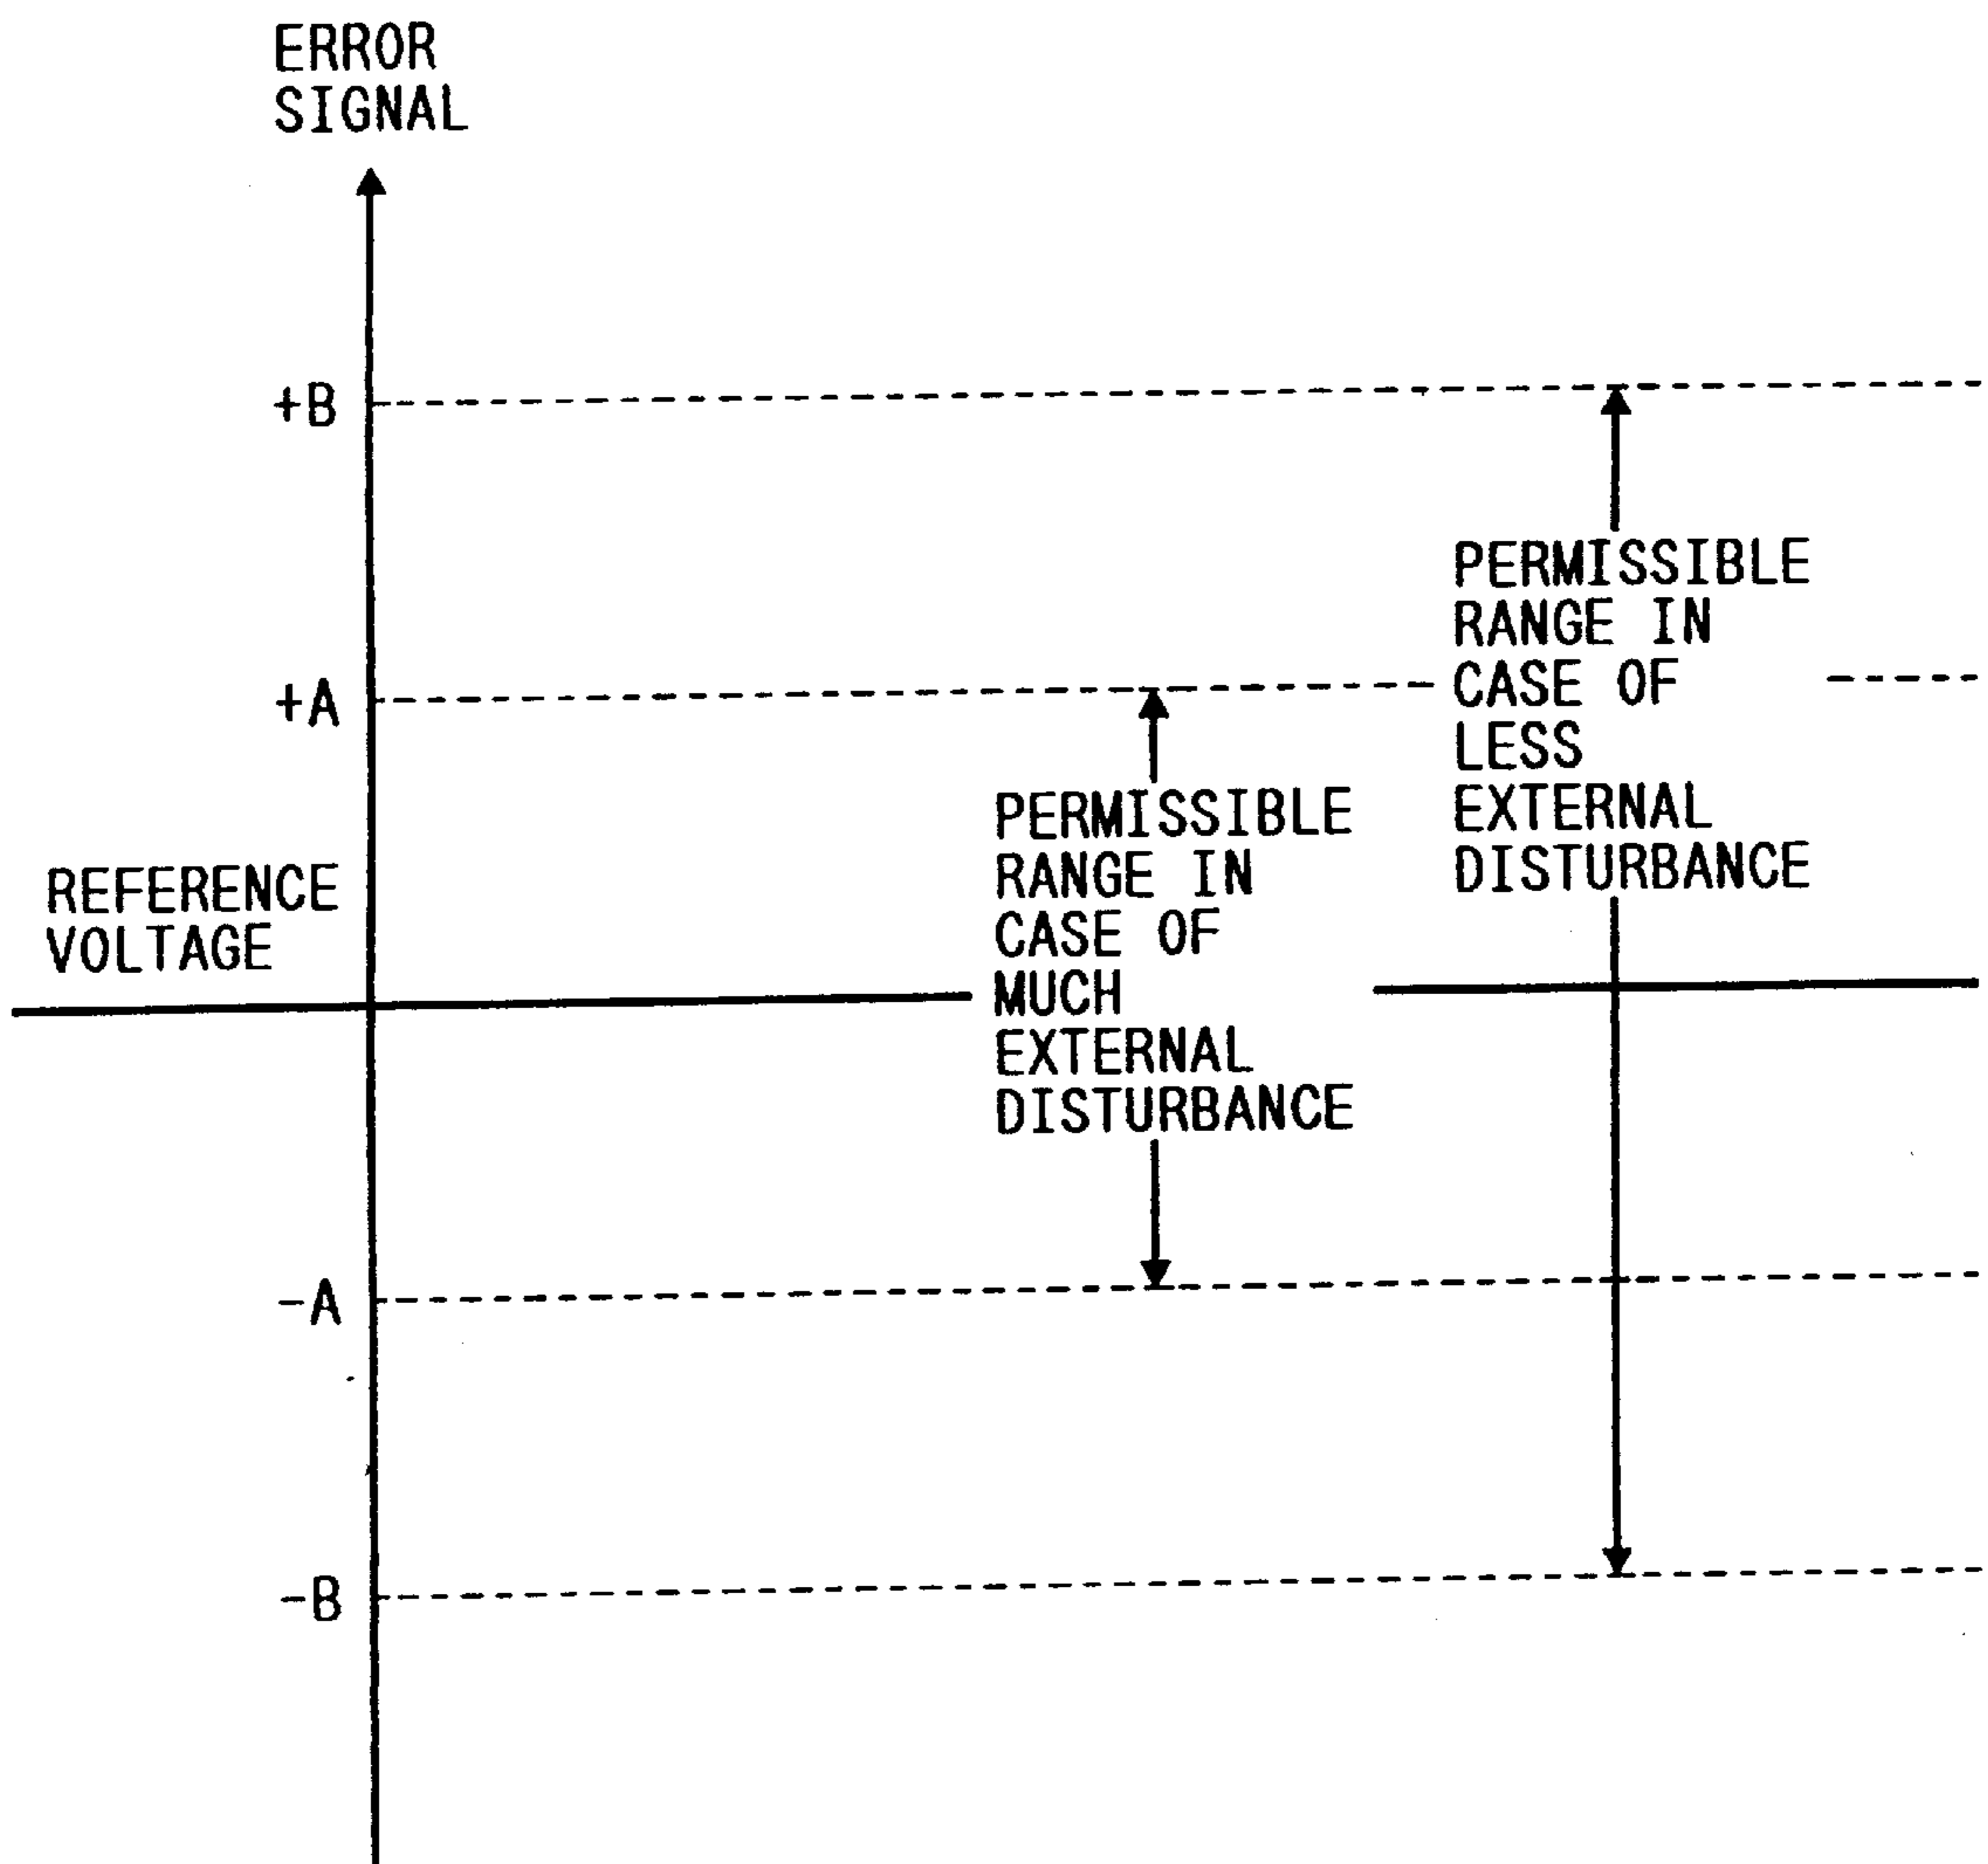 ERROR
SIGNAL
+B
PERMISSIBLE
RANGE IN
CASE OF
LESS
EXTERNAL
DISTURBANCE
+A
PERMISSIBLE
RANGE IN
CASE OF
MUCH
EXTERNAL
DISTURBANCE
REFERENCE
VOLTAGE
-A
-B